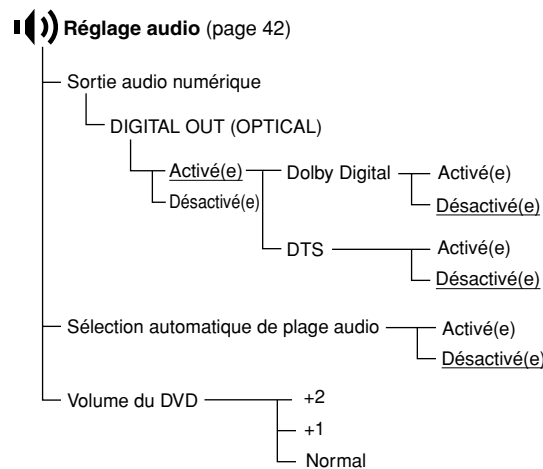 Réglage audio (page 42)
Sortie audio numérique
DIGITAL OUT (OPTICAL)
Activé(e) Dolby Digital Activé(e)
Désactivé(e) Désactivé(e)
DTS Activé(e)
Désactivé(e)
Sélection automatique de plage audio Activé(e)
Désactivé(e)
Volume du DVD +2
+1
Normal